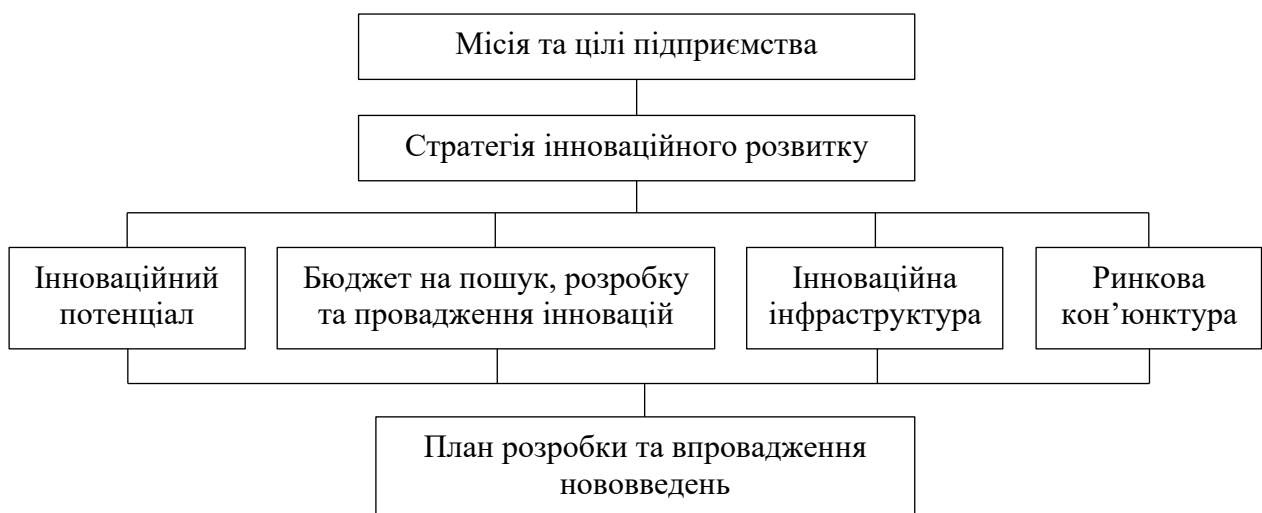 Місія та цілі підприємства
Стратегія інноваційного розвитку
Інноваційний
потенціал
Бюджет на пошук, розробку
та провадження інновацій
Інноваційна
інфраструктура
Ринкова
кон’юнктура
План розробки та впровадження
нововведень